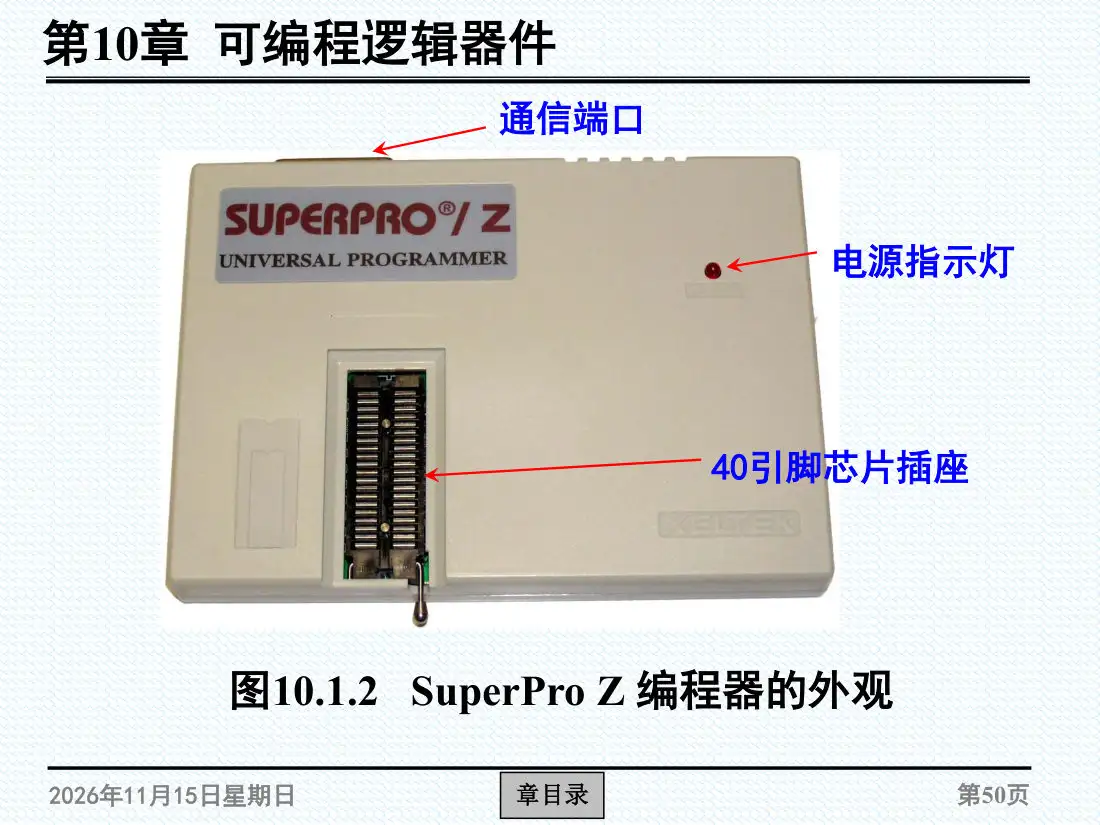 第10章 可编程逻辑器件
通信端口
SUPERPRO®/ Z
UNIVERSAL PROGRAMMER
电源指示灯
40引脚芯片插座
XELTEK
图10.1.2 SuperPro Z 编程器的外观
2026年11月15日星期日
章目录
第50页